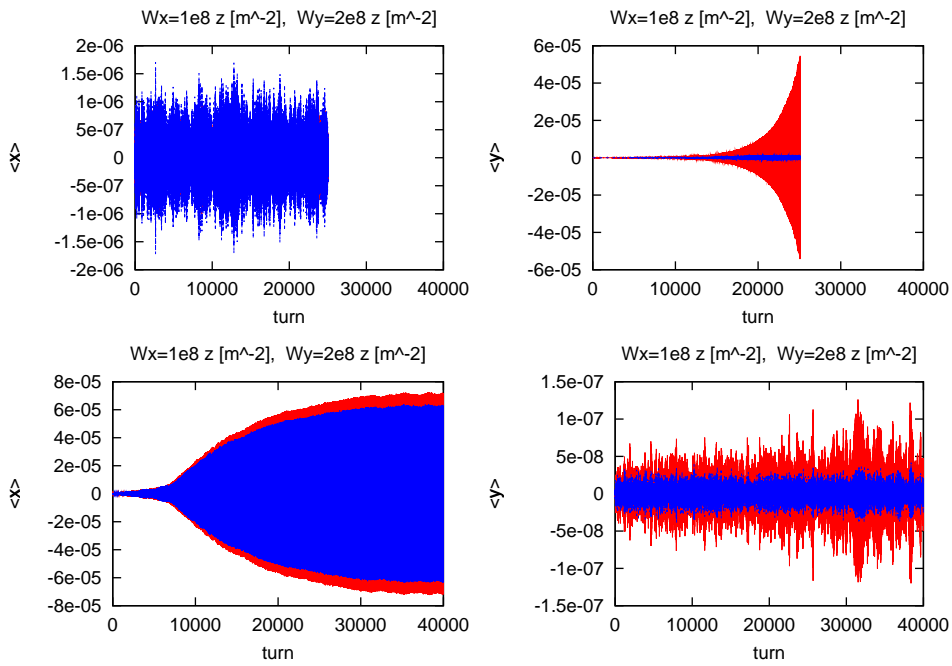 Wx=1e8 z [m^-2],  Wy=2e8 z [m^-2]
2e-06
1.5e-06
1e-06
5e-07
0
-5e-07
-1e-06
-1.5e-06
-2e-06
<x>
0 10000 20000 30000 40000
turn
Wx=1e8 z [m^-2],  Wy=2e8 z [m^-2]
6e-05
4e-05
2e-05
0
-2e-05
-4e-05
-6e-05
<y>
0 10000 20000 30000 40000
turn
Wx=1e8 z [m^-2],  Wy=2e8 z [m^-2]
8e-05
6e-05
4e-05
2e-05
0
-2e-05
-4e-05
-6e-05
-8e-05
<x>
0 10000 20000 30000 40000
turn
Wx=1e8 z [m^-2],  Wy=2e8 z [m^-2]
1.5e-07
1e-07
5e-08
0
-5e-08
-1e-07
-1.5e-07
<y>
0 10000 20000 30000 40000
turn